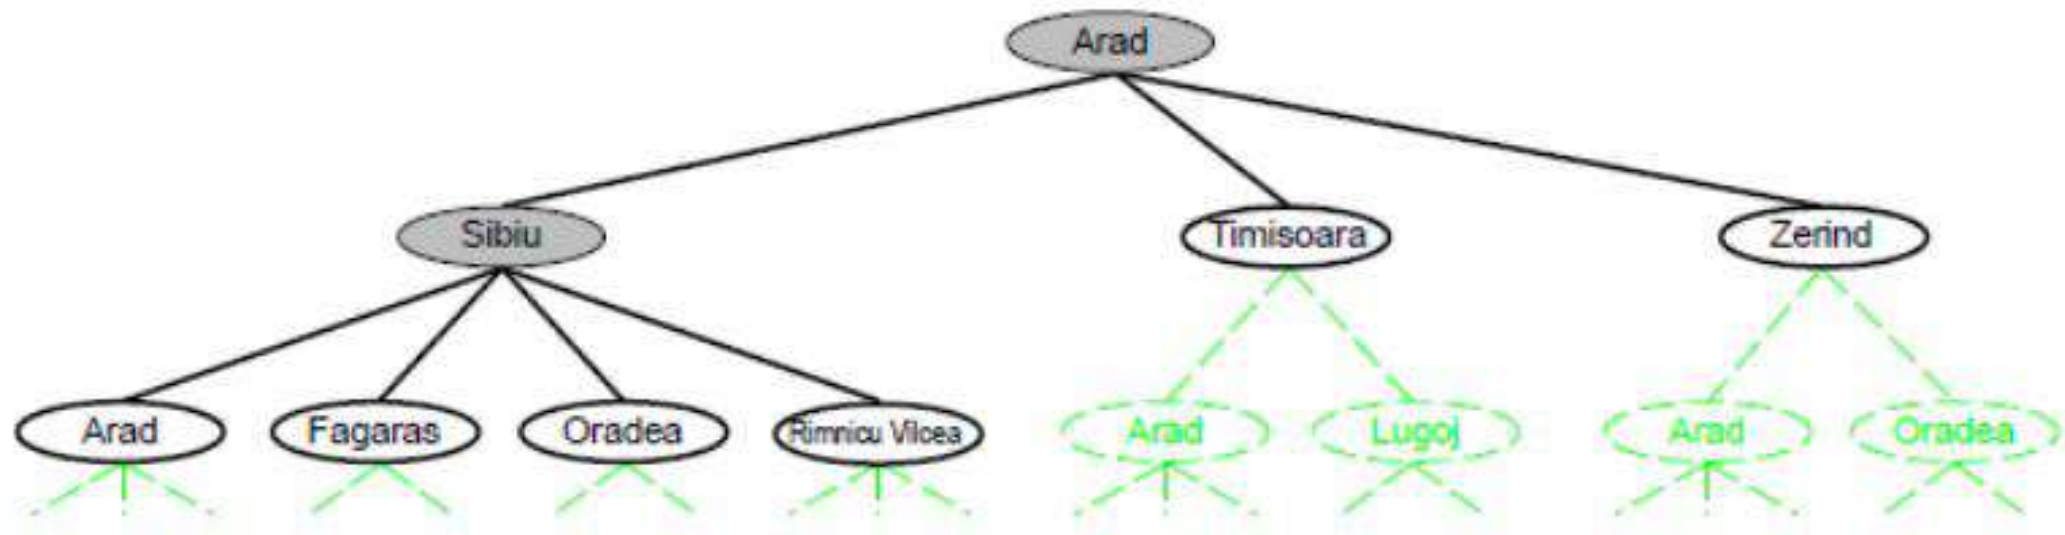 Arad
Sibiu Timisoara Zerind
Arad Fagaras Oradea Rimnicu Vilcea Arad Lugoj Arad Oradea